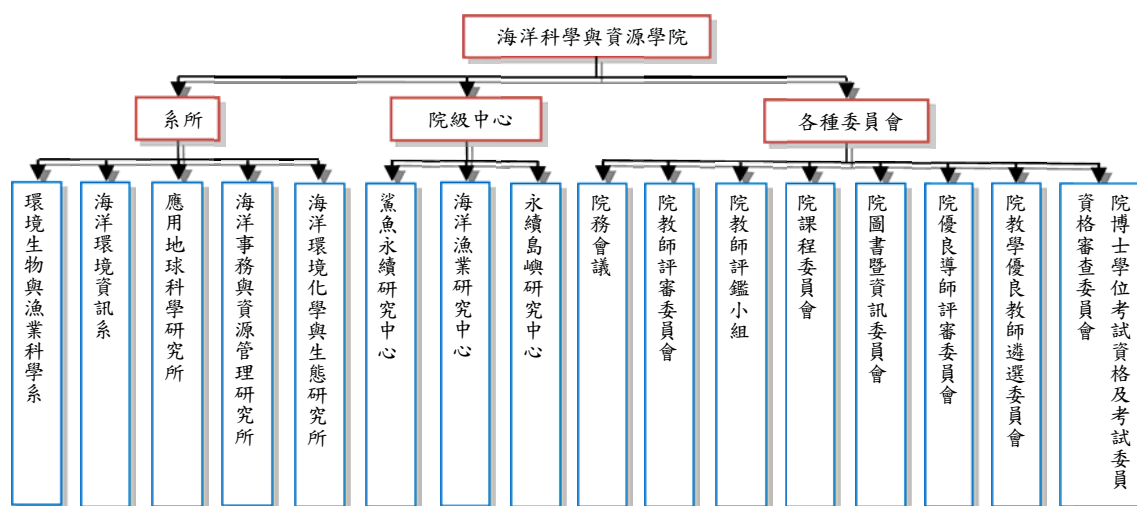 海洋科學與資源學院
系所
院級中心
各種委員會
環境生物與漁業科學系
海洋環境資訊系
應用地球科學研究所
海洋事務與資源管理研究所
海洋環境化學與生態研究所
鯊魚永續研究中心
海洋漁業研究中心
永續島嶼研究中心
院務會議
院教師評審委員會
院教師評鑑小組
院課程委員會
院圖書暨資訊委員會
院優良導師評審委員會
院教學優良教師遴選委員會
院博士學位考試資格及考試委員
資格審查委員會